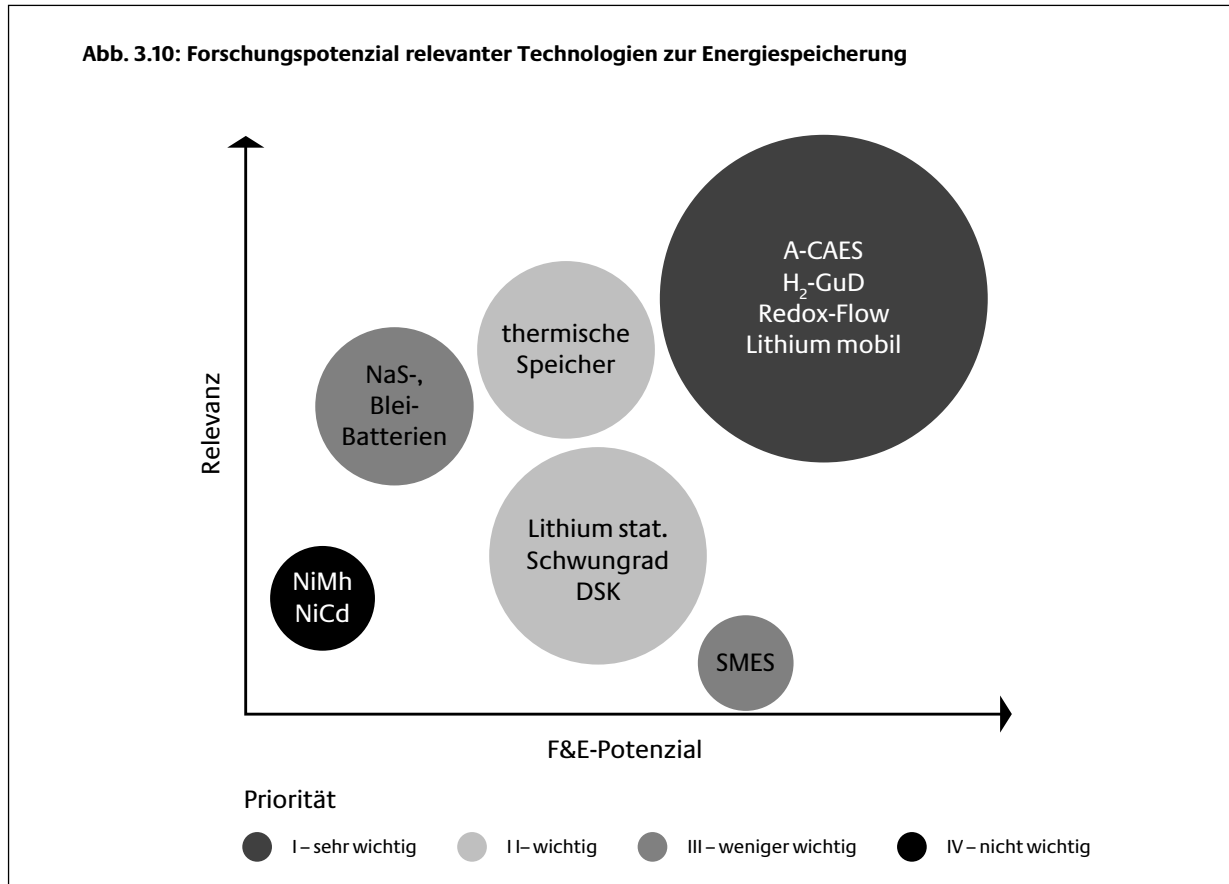 Abb. 3.10: Forschungspotenzial relevanter Technologien zur Energiespeicherung
A-CAES
H₂-GuD
Redox-Flow
Lithium mobil
thermische
Speicher
NaS-,
Blei-
Batterien
Relevanz
Lithium stat.
Schwungrad
DSK
NiMh
NiCd
SMES
F&E-Potenzial
Priorität
I – sehr wichtig
I I– wichtig
III – weniger wichtig
IV – nicht wichtig